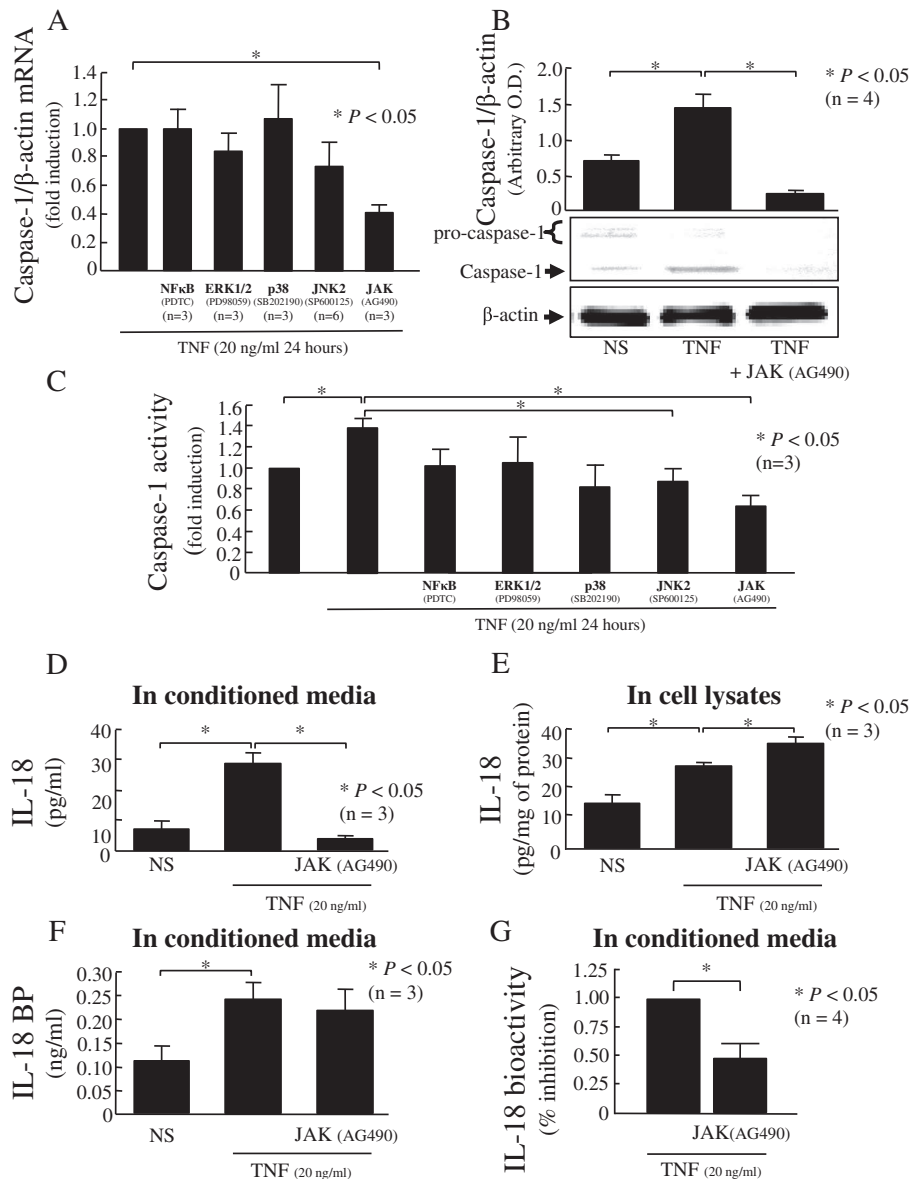 A
Caspase-1/β-actin mRNA
(fold induction)
1.4
1.2
1.0
0.8
0.6
0.4
0.2
0
*
* P < 0.05
NFκB ERK1/2 p38 JNK2 JAK
(PDTC) (PD98059) (SB202190) (SP600125) (AG490)
(n=3) (n=3) (n=3) (n=6) (n=3)
TNF (20 ng/ml 24 hours)
B
Caspase-1/β-actin
(Arbitrary O.D.)
2.0
1.5
1.0
0.5
0
* *
* P < 0.05
(n = 4)
pro-caspase-1
Caspase-1
β-actin
NS TNF TNF
+ JAK (AG490)
C
Caspase-1 activity
(fold induction)
1.6
1.4
1.2
1.0
0.8
0.6
0.4
0.2
0
*
*
*
* P < 0.05
(n=3)
NFκB ERK1/2 p38 JNK2 JAK
(PDTC) (PD98059) (SB202190) (SP600125) (AG490)
TNF (20 ng/ml 24 hours)
D
In conditioned media
IL-18
(pg/ml)
40
30
20
10
0
* *
* P < 0.05
(n = 3)
NS JAK (AG490)
TNF (20 ng/ml)
E
In cell lysates
IL-18
(pg/mg of protein)
40
30
20
10
0
* *
* P < 0.05
(n = 3)
NS JAK (AG490)
TNF (20 ng/ml)
F
In conditioned media
IL-18 BP
(ng/ml)
0.30
0.25
0.20
0.15
0.10
0.05
0
*
* P < 0.05
(n = 3)
NS JAK (AG490)
TNF (20 ng/ml)
G
In conditioned media
IL-18 bioactivity
(% inhibition)
1.25
1.00
0.75
0.50
0.25
0
*
* P < 0.05
(n = 4)
JAK(AG490)
TNF (20 ng/ml)